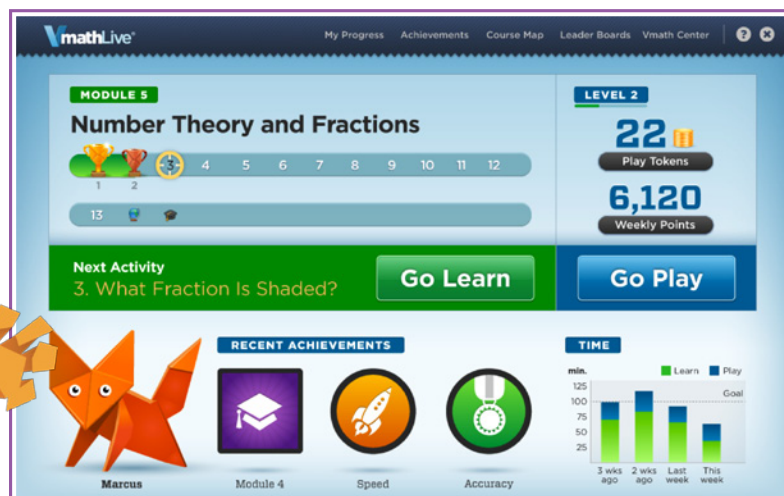 VmathLive®
My Progress Achievements Course Map Leader Boards Vmath Center ?
MODULE 5
Number Theory and Fractions
3 4 5 6 7 8 9 10 11 12
1 2
13
LEVEL 2
22
Play Tokens
6,120
Weekly Points
Next Activity
3. What Fraction Is Shaded?
Go Learn
Go Play
Marcus
RECENT ACHIEVEMENTS
Module 4 Speed Accuracy
TIME
min. Learn Play
125
Goal
100
75
50
25
3 wks 2 wks Last This
ago ago week week